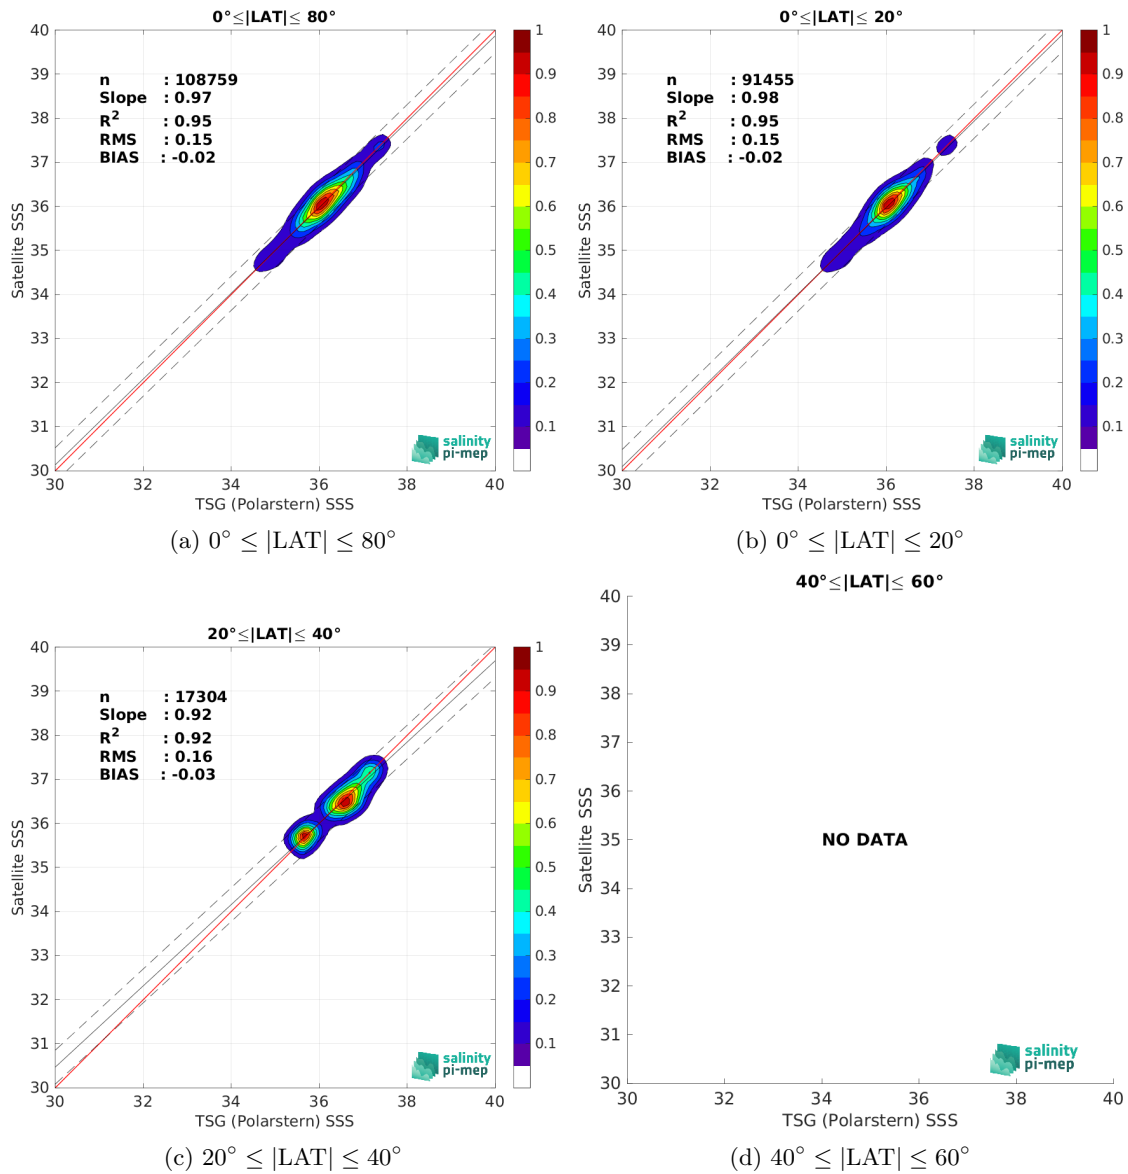 0°≤|LAT|≤ 80°
40
39
38
37
36
35
34
33
32
31
30
Satellite SSS
n : 108759
Slope : 0.97
R² : 0.95
RMS : 0.15
BIAS : -0.02
salinity
pi-mep
30 32 34 36 38 40
TSG (Polarstern) SSS
1
0.9
0.8
0.7
0.6
0.5
0.4
0.3
0.2
0.1
(a) 0° ≤ |LAT| ≤ 80°
0°≤|LAT|≤ 20°
40
39
38
37
36
35
34
33
32
31
30
Satellite SSS
n : 91455
Slope : 0.98
R² : 0.95
RMS : 0.15
BIAS : -0.02
salinity
pi-mep
30 32 34 36 38 40
TSG (Polarstern) SSS
1
0.9
0.8
0.7
0.6
0.5
0.4
0.3
0.2
0.1
(b) 0° ≤ |LAT| ≤ 20°
20°≤|LAT|≤ 40°
40
39
38
37
36
35
34
33
32
31
30
Satellite SSS
n : 17304
Slope : 0.92
R² : 0.92
RMS : 0.16
BIAS : -0.03
salinity
pi-mep
30 32 34 36 38 40
TSG (Polarstern) SSS
1
0.9
0.8
0.7
0.6
0.5
0.4
0.3
0.2
0.1
(c) 20° ≤ |LAT| ≤ 40°
40°≤|LAT|≤ 60°
40
39
38
37
36
35
34
33
32
31
30
Satellite SSS
NO DATA
salinity
pi-mep
30 32 34 36 38 40
TSG (Polarstern) SSS
(d) 40° ≤ |LAT| ≤ 60°